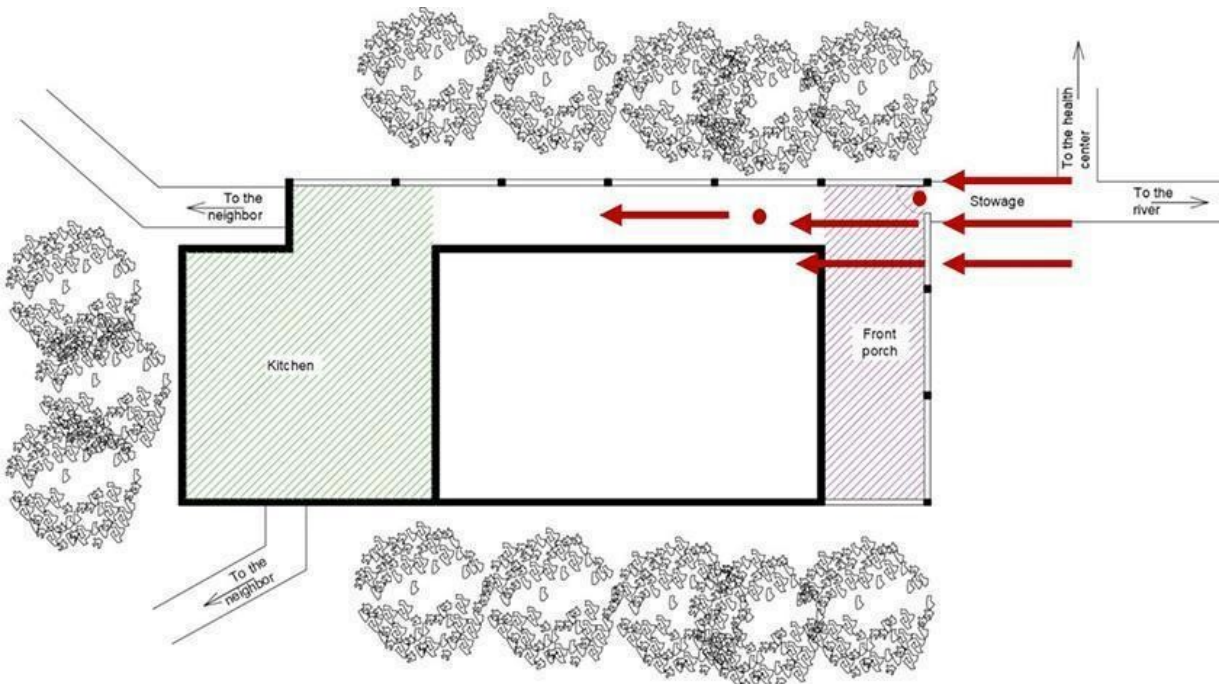 To the health
center
To the
neighbor
Stowage
To the
river
Kitchen
Front
porch
To the
neighbor